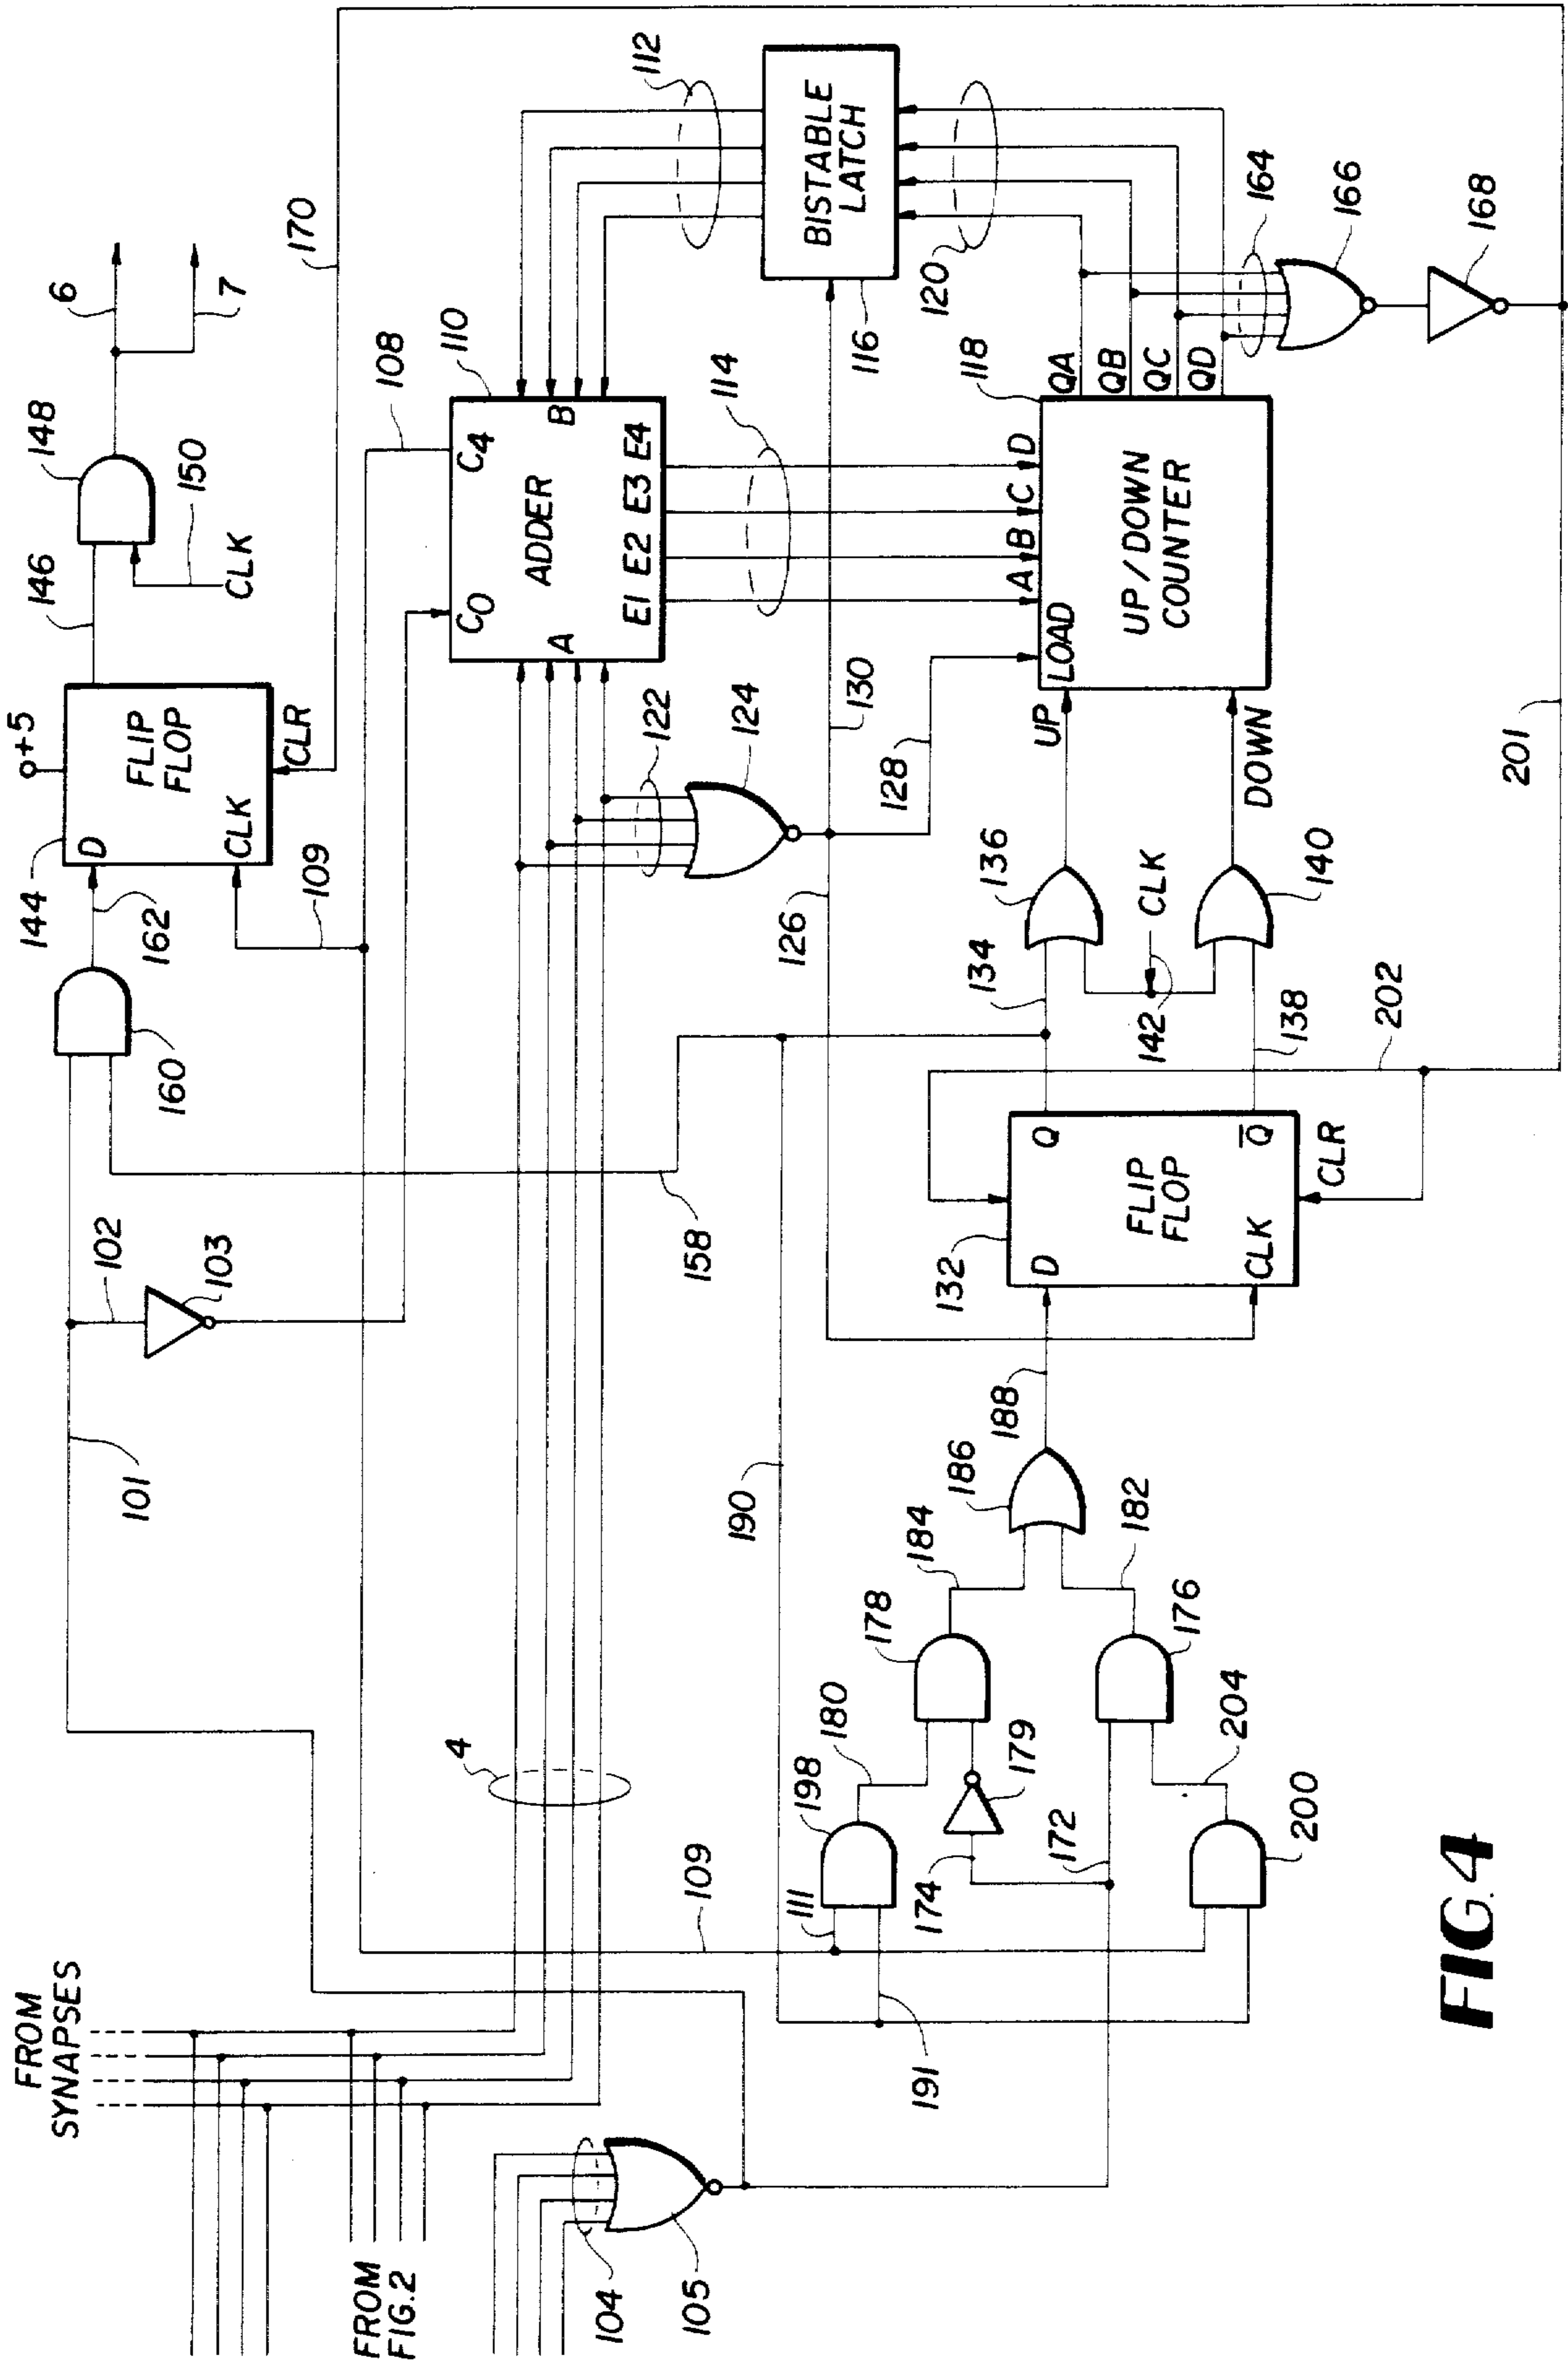 FROM
SYNAPSES
FROM
FIG.2
104
105
101
102
103
4
109
108
110
C0
C4
ADDER
A
B
E1 E2 E3 E4
160
162
144
+5
D
FLIP
FLOP
CLK
CLR
109
146
148
150
CLK
6
7
170
112
BISTABLE
LATCH
116
120
114
122
124
126
128
130
118
LOAD
A B C D
UP/DOWN
COUNTER
UP
DOWN
QA
QB
QC
QD
164
166
168
158
190
132
D
Q
FLIP
FLOP
CLK
Q̅
CLR
134
136
CLK
142
138
140
202
201
111
191
198
180
174
179
172
178
184
176
182
186
188
200
204
FIG.4